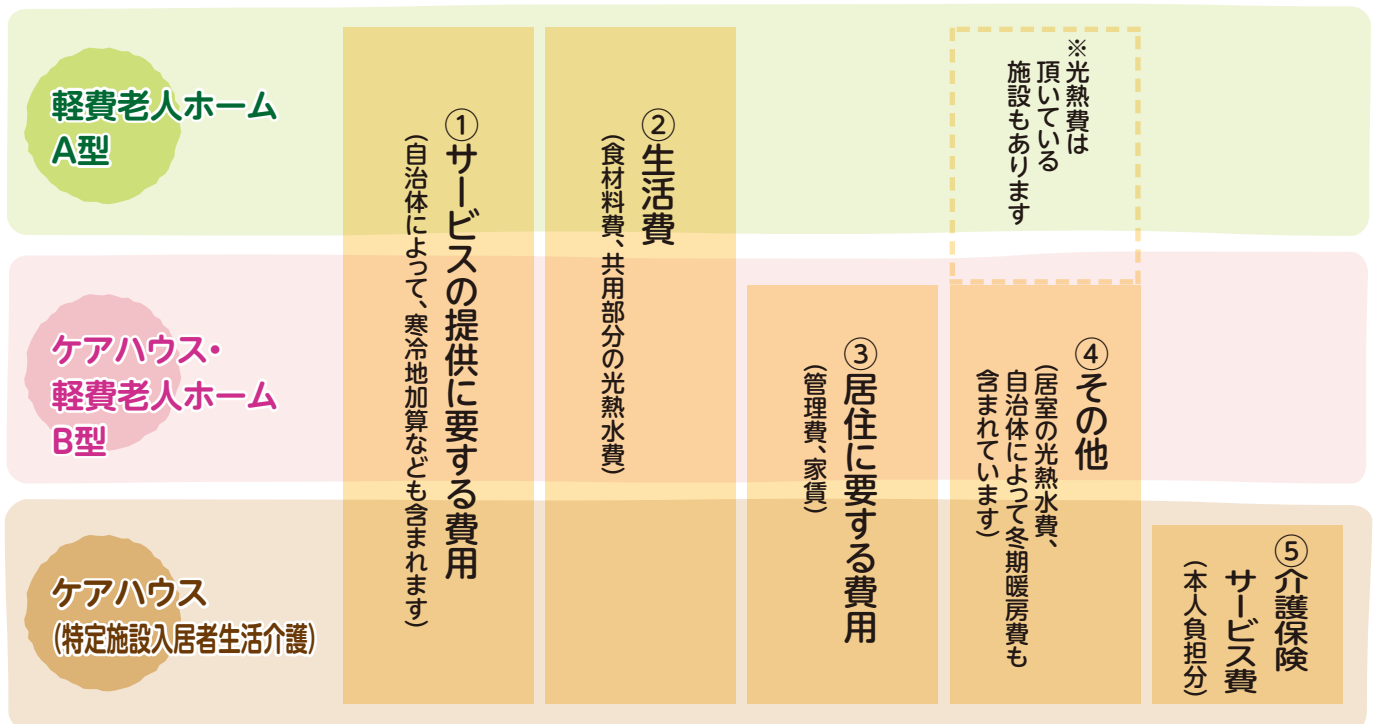 軽費老人ホーム
A型
ケアハウス・
軽費老人ホーム
B型
ケアハウス
(特定施設入居者生活介護)
①サービスの提供に要する費用
(自治体によって、寒冷地加算なども含まれます)
②生活費
(食材料費、共用部分の光熱水費)
③居住に要する費用
(管理費、家賃)
※光熱費は
頂いている
施設もあります
④その他
(居室の光熱水費、
自治体によって冬期暖房費も
含まれています)
⑤介護保険
サービス費
(本人負担分)